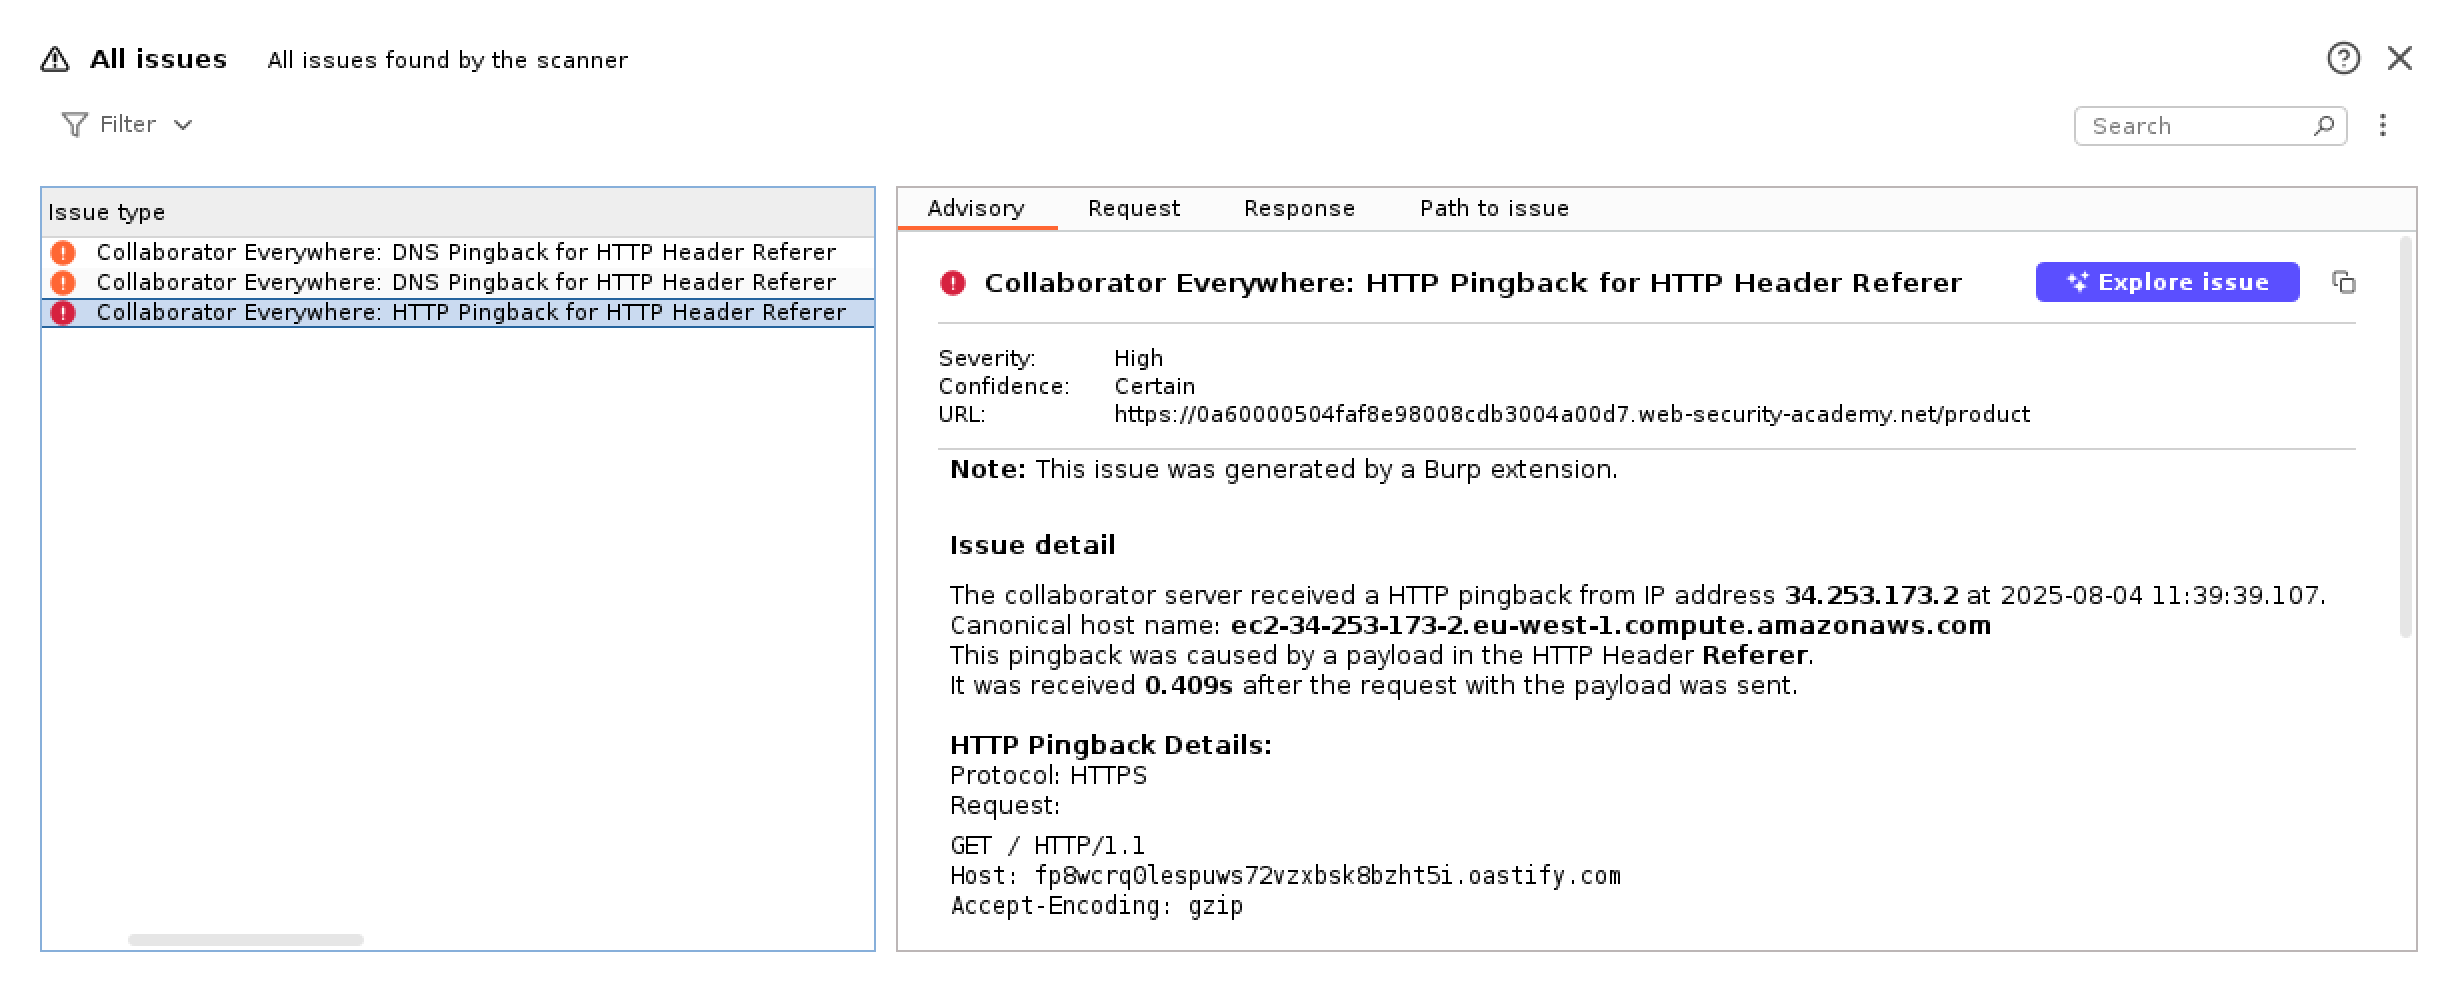 All issues All issues found by the scanner
Filter
Search
Issue type
Collaborator Everywhere: DNS Pingback for HTTP Header Referer
Collaborator Everywhere: DNS Pingback for HTTP Header Referer
Collaborator Everywhere: HTTP Pingback for HTTP Header Referer
Advisory Request Response Path to issue
Collaborator Everywhere: HTTP Pingback for HTTP Header Referer
Explore issue
Severity: High
Confidence: Certain
URL: https://0a60000504faf8e98008cdb3004a00d7.web-security-academy.net/product
Note: This issue was generated by a Burp extension.
Issue detail
The collaborator server received a HTTP pingback from IP address 34.253.173.2 at 2025-08-04 11:39:39.107.
Canonical host name: ec2-34-253-173-2.eu-west-1.compute.amazonaws.com
This pingback was caused by a payload in the HTTP Header Referer.
It was received 0.409s after the request with the payload was sent.
HTTP Pingback Details:
Protocol: HTTPS
Request:
GET / HTTP/1.1
Host: fp8wcrq0lespuws72vzxbsk8bzht5i.oastify.com
Accept-Encoding: gzip